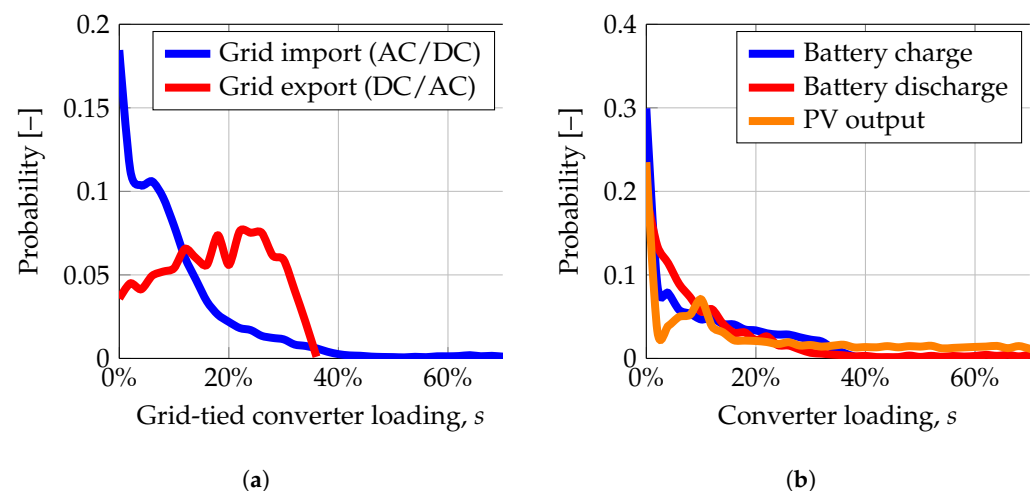 0.2
0.15
0.1
0.05
0
Probability [−]
Grid import (AC/DC)
Grid export (DC/AC)
0% 20% 40% 60%
Grid-tied converter loading, s
(a)
0.4
0.3
0.2
0.1
0
Probability [−]
Battery charge
Battery discharge
PV output
0% 20% 40% 60%
Converter loading, s
(b)